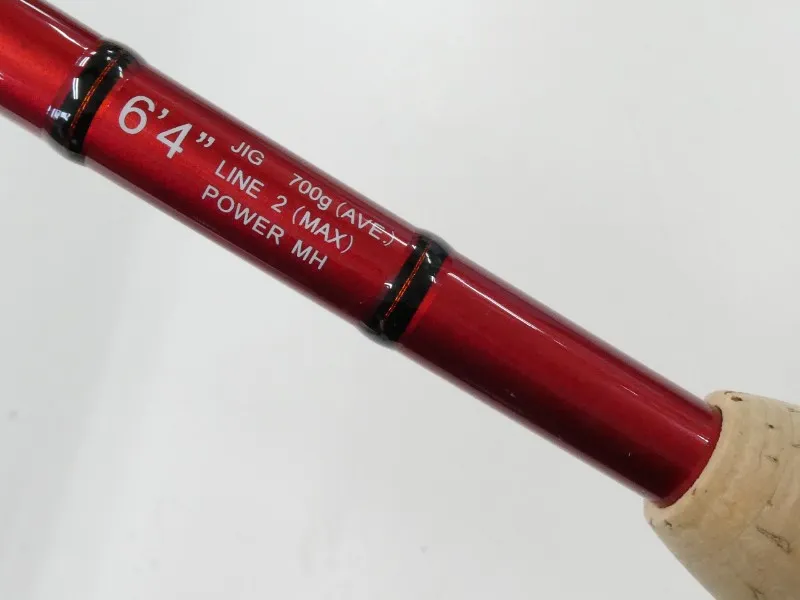 6'4"
JIG 700g (AVE.)
LINE 2 (MAX)
POWER MH